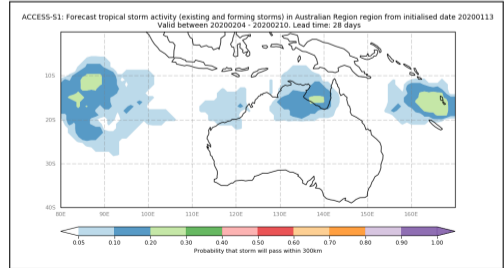 ACCESS-S1: Forecast tropical storm activity (existing and forming storms) in Australian Region region from initialised date 20200113
Valid between 20200204 - 20200210. Lead time: 28 days
10S
20S
30S
40S
80E 90E 100E 110E 120E 130E 140E 150E 160E
0.05 0.10 0.20 0.30 0.40 0.50 0.60 0.70 0.80 0.90 1.00
Probability that storm will pass within 300km